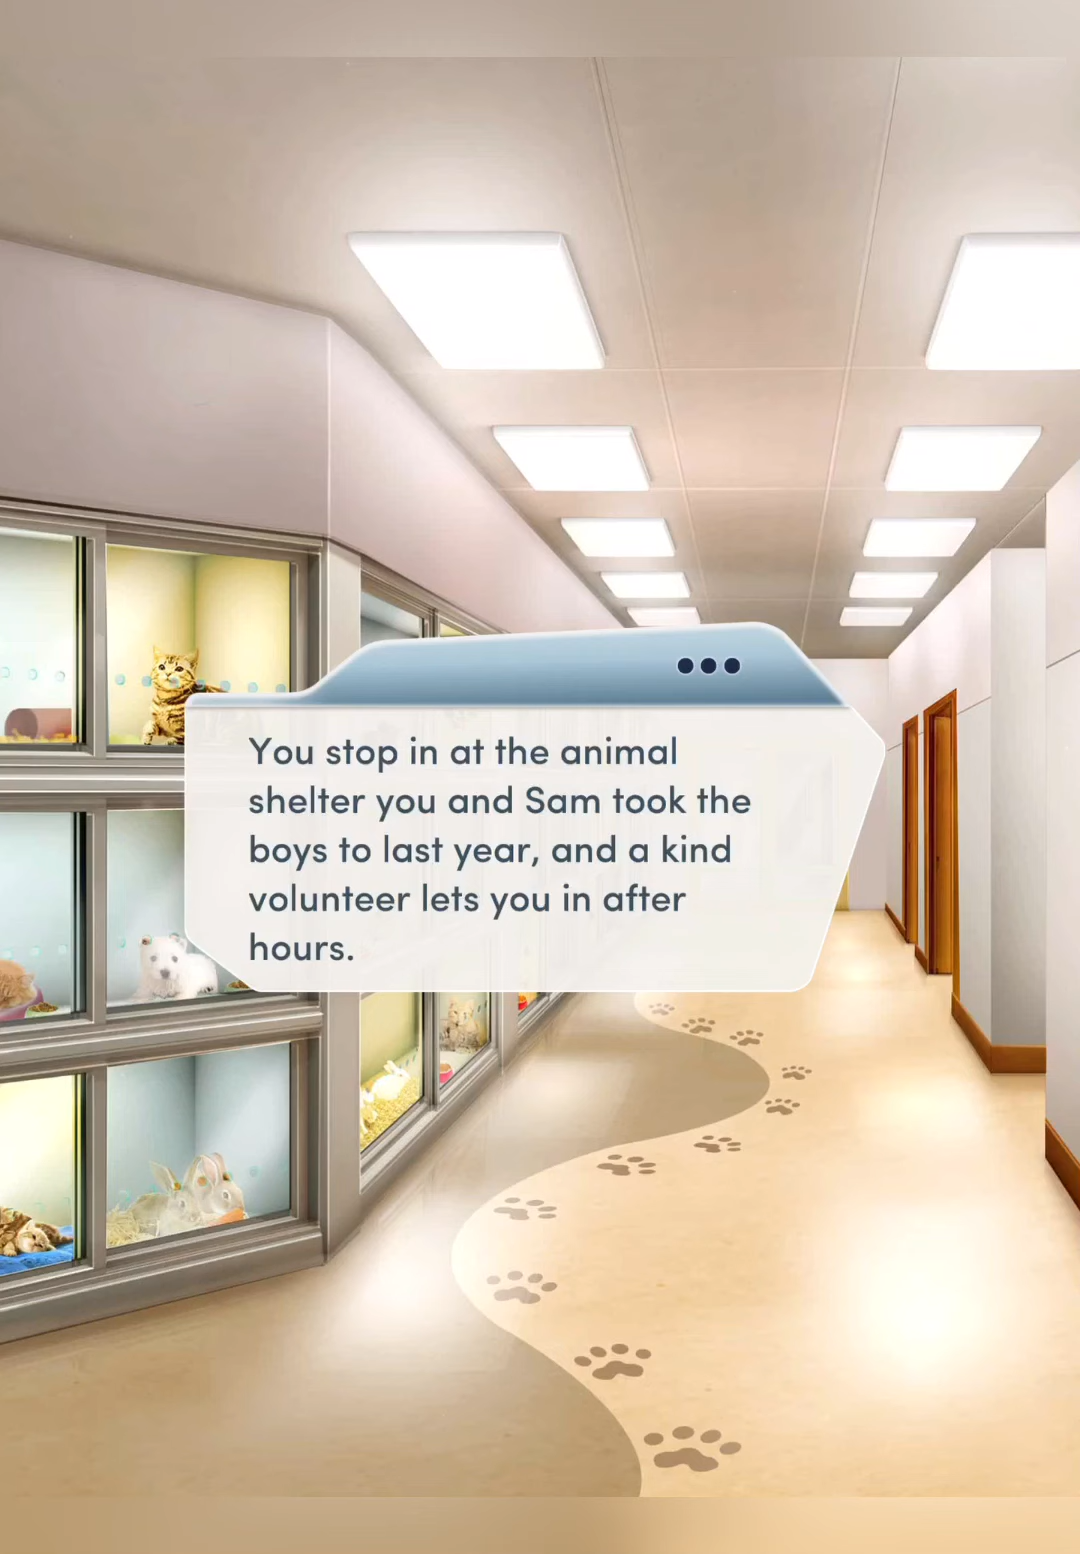 You stop in at the animal
shelter you and Sam took the
boys to last year, and a kind
volunteer lets you in after
hours.